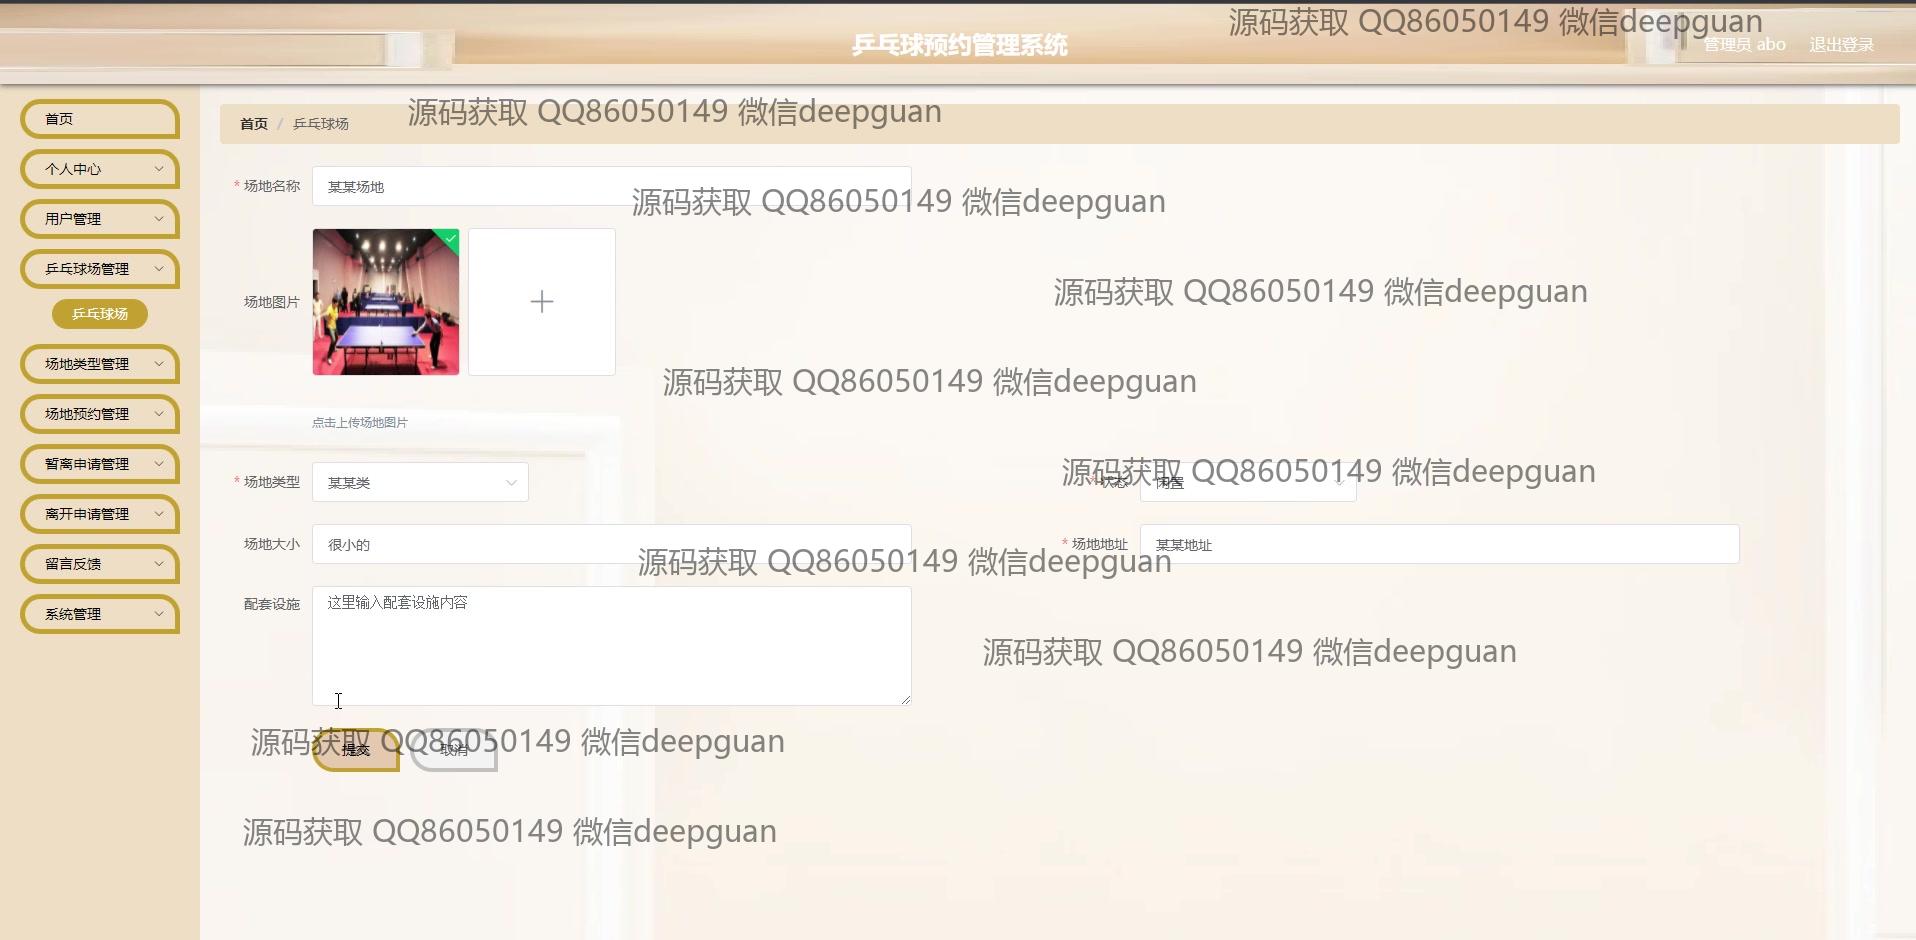 源码获取 QQ86050149 微信deepguan
乒乓球预约管理系统
管理员 abo 退出登录
首页
首页 / 乒乓球场
源码获取 QQ86050149 微信deepguan
个人中心
* 场地名称 某某场地
源码获取 QQ86050149 微信deepguan
用户管理
乒乓球场管理
场地图片
源码获取 QQ86050149 微信deepguan
乒乓球场
场地类型管理
源码获取 QQ86050149 微信deepguan
场地预约管理
点击上传场地图片
暂离申请管理
* 场地类型 某某类
源码获取 QQ86050149 微信deepguan
* 状态 闲置
离开申请管理
场地大小 很小的
* 场地地址 某某地址
留言反馈
源码获取 QQ86050149 微信deepguan
配套设施 这里输入配套设施内容
系统管理
源码获取 QQ86050149 微信deepguan
源码获取 QQ86050149 微信deepguan
提交 取消
源码获取 QQ86050149 微信deepguan